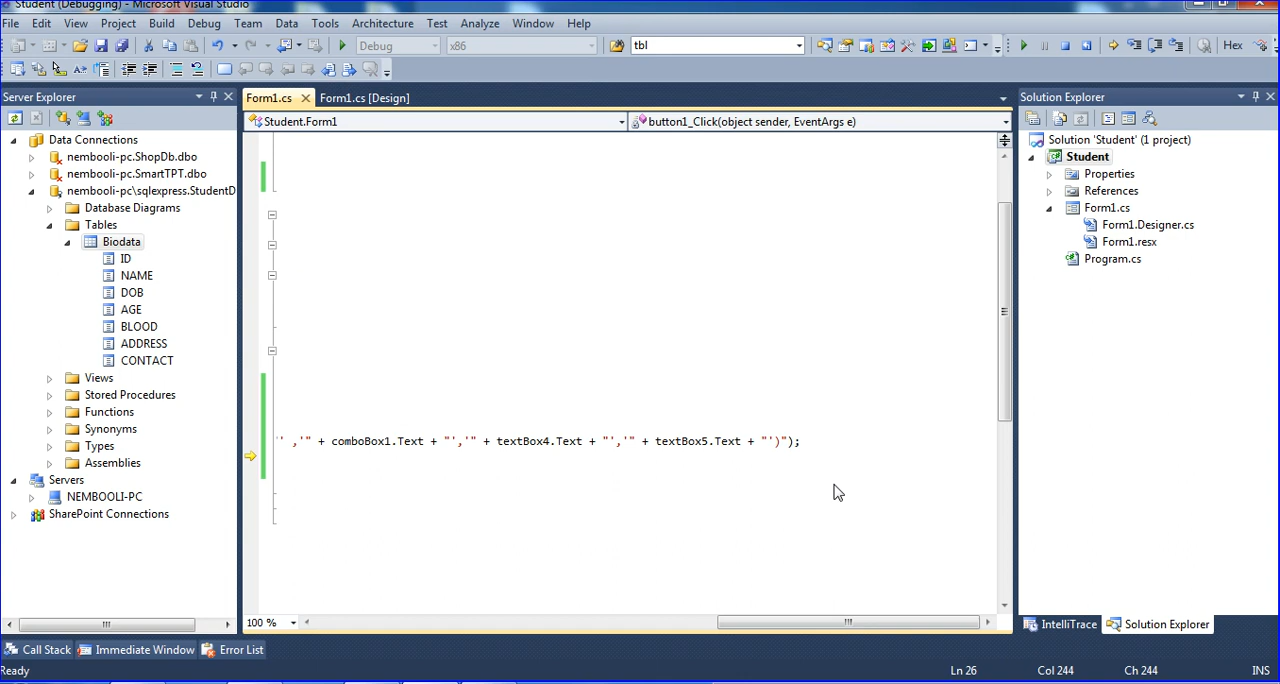 Student (Debugging) - Microsoft Visual Studio
File Edit View Project Build Debug Team Data Tools Architecture Test Analyze Window Help
Debug x86 tbl Hex
Server Explorer
Data Connections
nembooli-pc.ShopDb.dbo
nembooli-pc.SmartTPT.dbo
nembooli-pc\sqlexpress.StudentD
Database Diagrams
Tables
Biodata
ID
NAME
DOB
AGE
BLOOD
ADDRESS
CONTACT
Views
Stored Procedures
Functions
Synonyms
Types
Assemblies
Servers
NEMBOOLI-PC
SharePoint Connections
Form1.cs Form1.cs [Design]
Student.Form1 button1_Click(object sender, EventArgs e)
'' ,'" + comboBox1.Text + "','" + textBox4.Text + "','" + textBox5.Text + "')");
100 %
Solution Explorer
Solution 'Student' (1 project)
Student
Properties
References
Form1.cs
Form1.Designer.cs
Form1.resx
Program.cs
IntelliTrace Solution Explorer
Call Stack Immediate Window Error List
Ready Ln 26 Col 244 Ch 244 INS